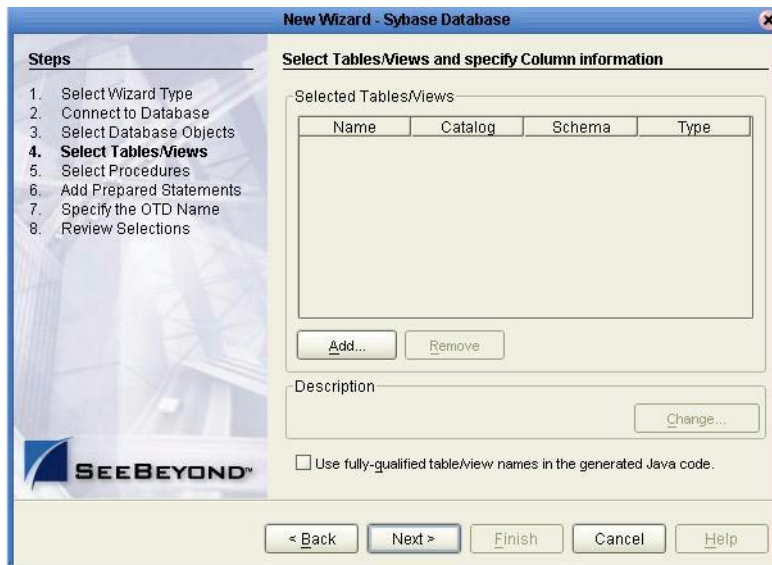 New Wizard - Sybase Database
Steps
1. Select Wizard Type
2. Connect to Database
3. Select Database Objects
4. Select Tables/Views
5. Select Procedures
6. Add Prepared Statements
7. Specify the OTD Name
8. Review Selections
SEEBEYOND™
Select Tables/Views and specify Column information
Selected Tables/Views
Name Catalog Schema Type
Add... Remove
Description
Change...
Use fully-qualified table/view names in the generated Java code.
< Back Next > Finish Cancel Help